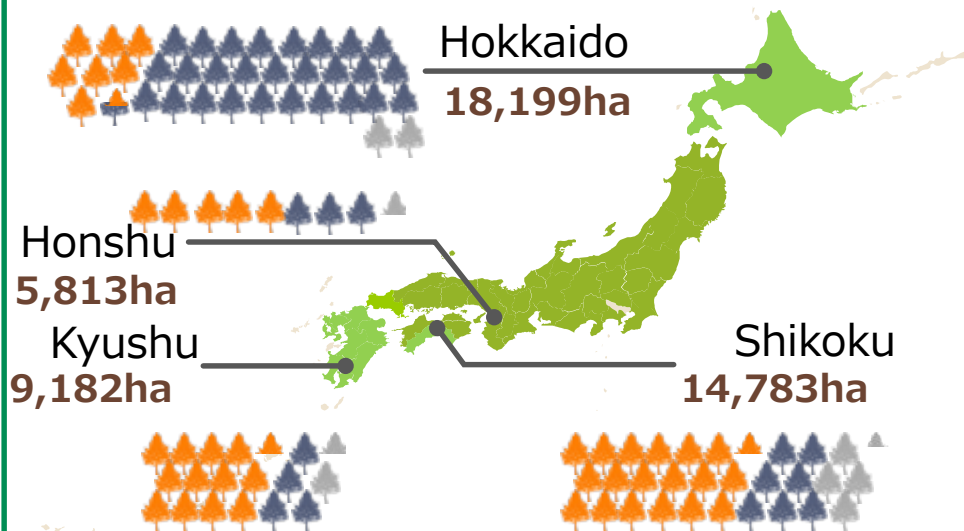 Hokkaido
18,199ha
Honshu
5,813ha
Kyushu
9,182ha
Shikoku
14,783ha